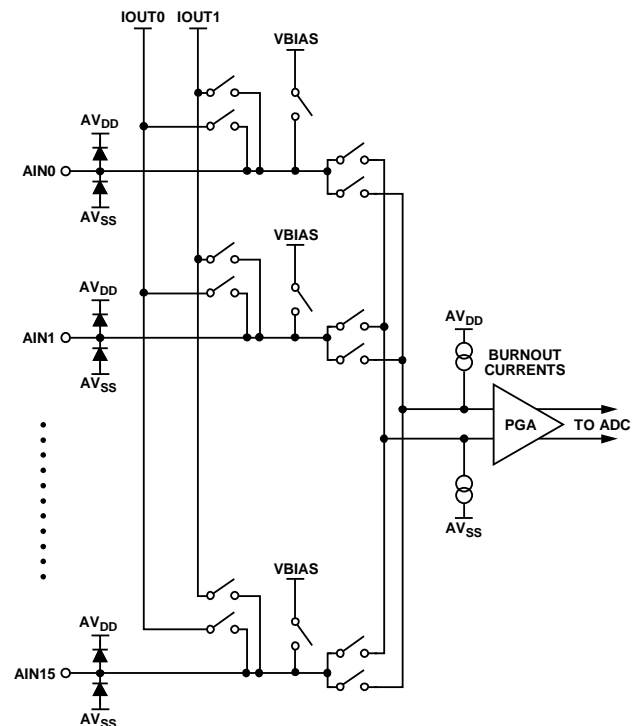 IOUT0 IOUT1
VBIAS
AVDD
AIN0
AVSS
VBIAS
AVDD
AIN1
AVSS
AVDD
BURNOUT
CURRENTS
PGA
TO ADC
AVSS
VBIAS
AVDD
AIN15
AVSS